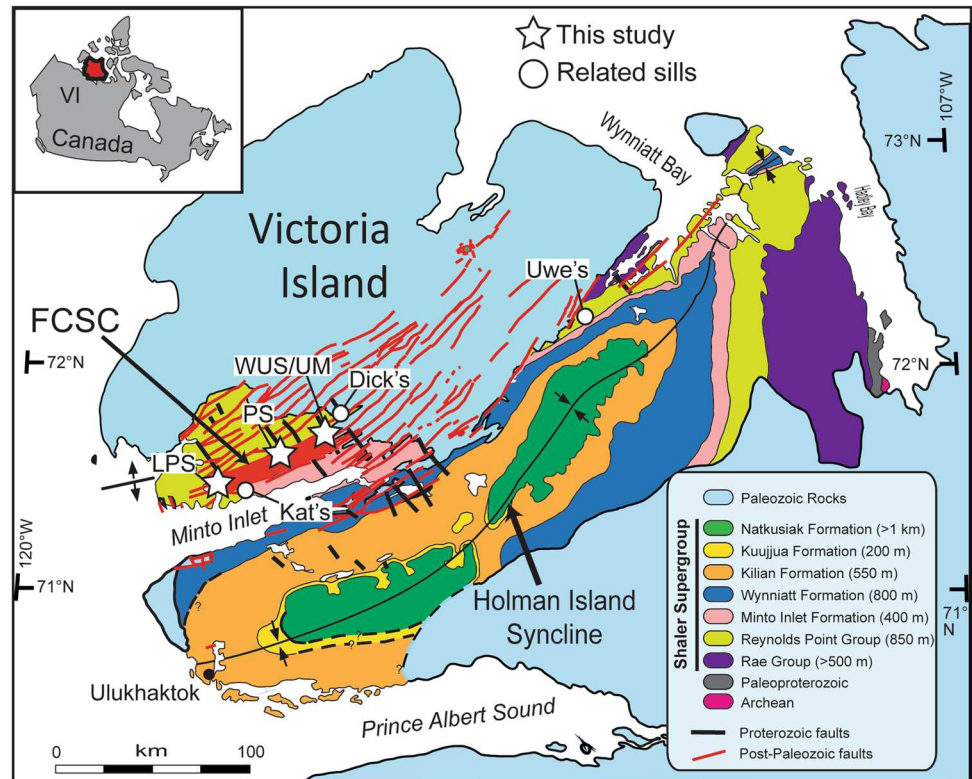 VI
Canada
This study
Related sills
Wynniatt Bay
107°W
73°N
Hadley Bay
Victoria
Island
Uwe's
FCSC
72°N
WUS/UM
Dick's
72°N
PS
LPS
Minto Inlet
Kat's
120°W
71°N
71°
N
Holman Island
Syncline
?
?
?
?
Ulukhaktok
Prince Albert Sound
0 km 100
Paleozoic Rocks
Shaler Supergroup
Natkusiak Formation (>1 km)
Kuujjua Formation (200 m)
Kilian Formation (550 m)
Wynniatt Formation (800 m)
Minto Inlet Formation (400 m)
Reynolds Point Group (850 m)
Rae Group (>500 m)
Paleoproterozoic
Archean
Proterozoic faults
Post-Paleozoic faults